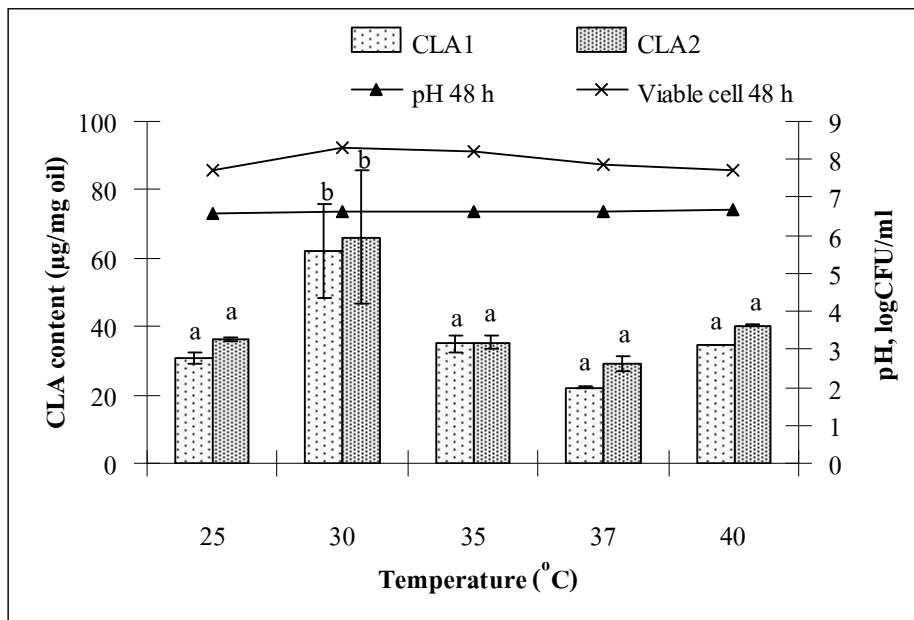 CLA1 CLA2
pH 48 h Viable cell 48 h
CLA content (µg/mg oil)
100
80
60
40
20
0
a a b b a a a a a a
9
8
7
6
5
4
3
2
1
0
pH, logCFU/ml
25 30 35 37 40
Temperature (°C)